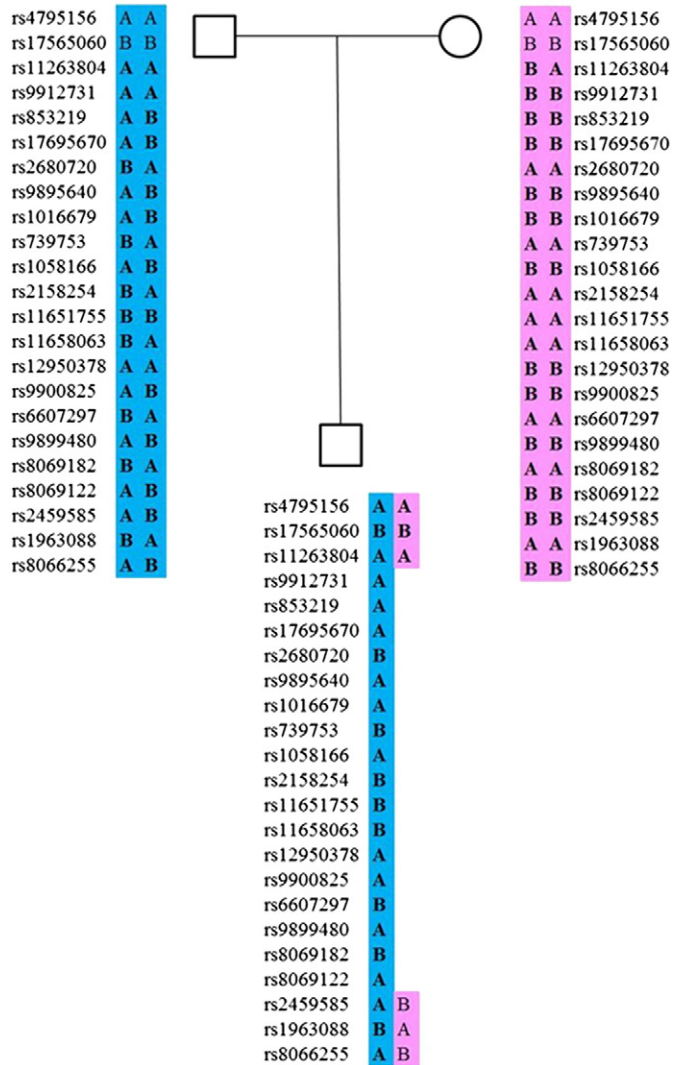 rs4795156 A A
rs17565060 B B
rs11263804 A A
rs9912731 A A
rs853219 A B
rs17695670 A B
rs2680720 B A
rs9895640 A B
rs1016679 A B
rs739753 B A
rs1058166 A B
rs2158254 B A
rs11651755 B B
rs11658063 B A
rs12950378 A A
rs9900825 A B
rs6607297 B A
rs9899480 A B
rs8069182 B A
rs8069122 A B
rs2459585 A B
rs1963088 B A
rs8066255 A B
A A rs4795156
B B rs17565060
B A rs11263804
B B rs9912731
B B rs853219
B B rs17695670
A A rs2680720
B B rs9895640
B B rs1016679
A A rs739753
B B rs1058166
A A rs2158254
A A rs11651755
A A rs11658063
B B rs12950378
B B rs9900825
A A rs6607297
B B rs9899480
A A rs8069182
B B rs8069122
B B rs2459585
A A rs1963088
B B rs8066255
rs4795156 A A
rs17565060 B B
rs11263804 A A
rs9912731 A
rs853219 A
rs17695670 A
rs2680720 B
rs9895640 A
rs1016679 A
rs739753 B
rs1058166 A
rs2158254 B
rs11651755 B
rs11658063 B
rs12950378 A
rs9900825 A
rs6607297 B
rs9899480 A
rs8069182 B
rs8069122 A
rs2459585 A B
rs1963088 B A
rs8066255 A B